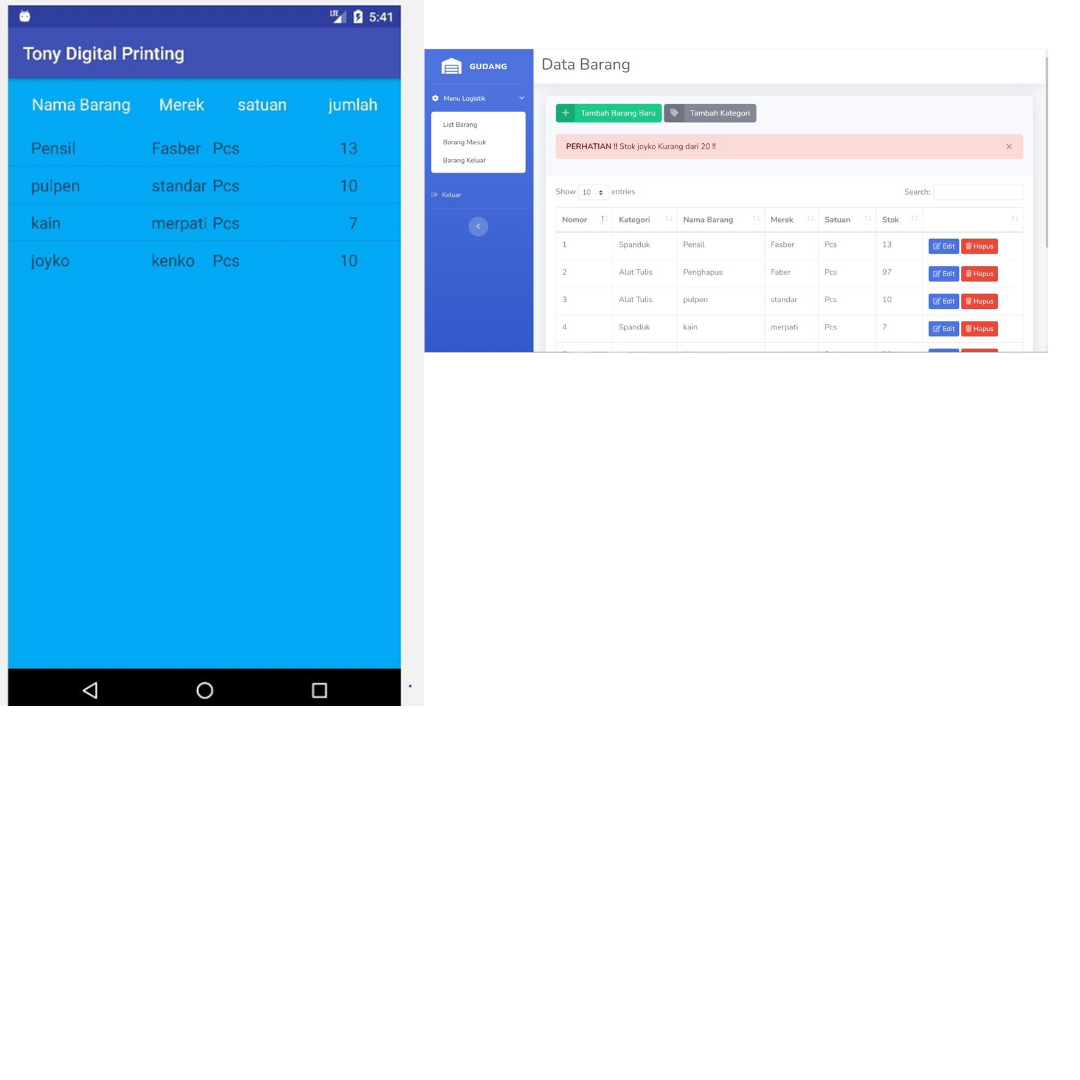 LTE 5:41
Tony Digital Printing
Nama Barang Merek satuan jumlah
Pensil Fasber Pcs 13
pulpen standar Pcs 10
kain merpati Pcs 7
joyko kenko Pcs 10
GUDANG
Menu Logistik
List Barang
Barang Masuk
Barang Keluar
Keluar
Data Barang
Tambah Barang Baru Tambah Kategori
PERHATIAN !! Stok joyko Kurang dari 20 !! ×
Show 10 entries Search:
Nomor Kategori Nama Barang Merek Satuan Stok
1 Spanduk Pensil Fasber Pcs 13 Edit Hapus
2 Alat Tulis Penghapus Faber Pcs 97 Edit Hapus
3 Alat Tulis pulpen standar Pcs 10 Edit Hapus
4 Spanduk kain merpati Pcs 7 Edit Hapus